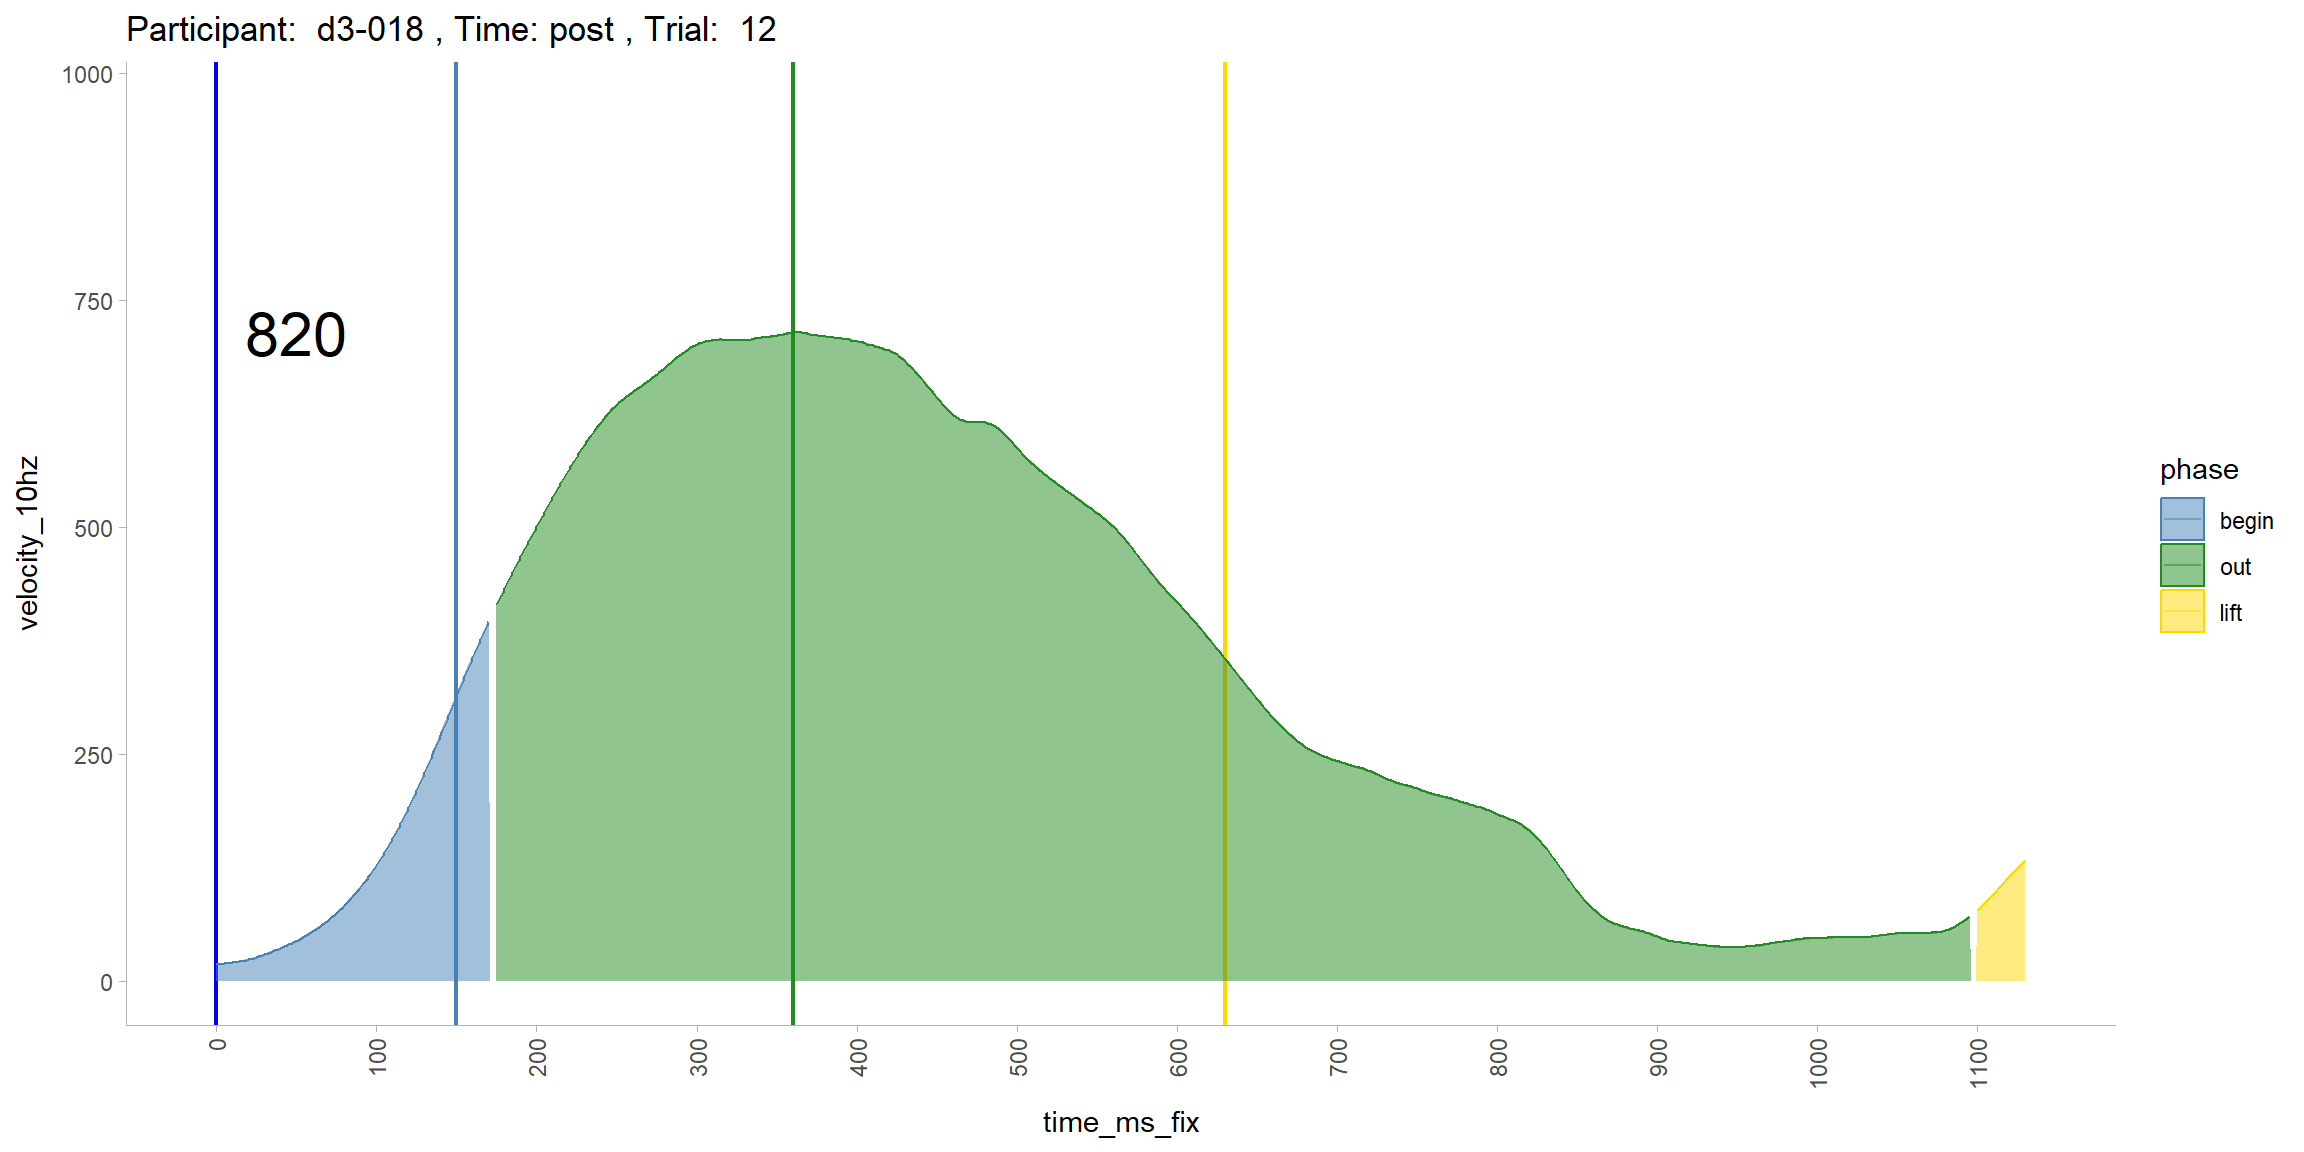 Participant:  d3-018 , Time: post , Trial:  12
1000
750
500
250
0
820
velocity_10hz
0
100
200
300
400
500
600
700
800
900
1000
1100
time_ms_fix
phase
begin
out
lift